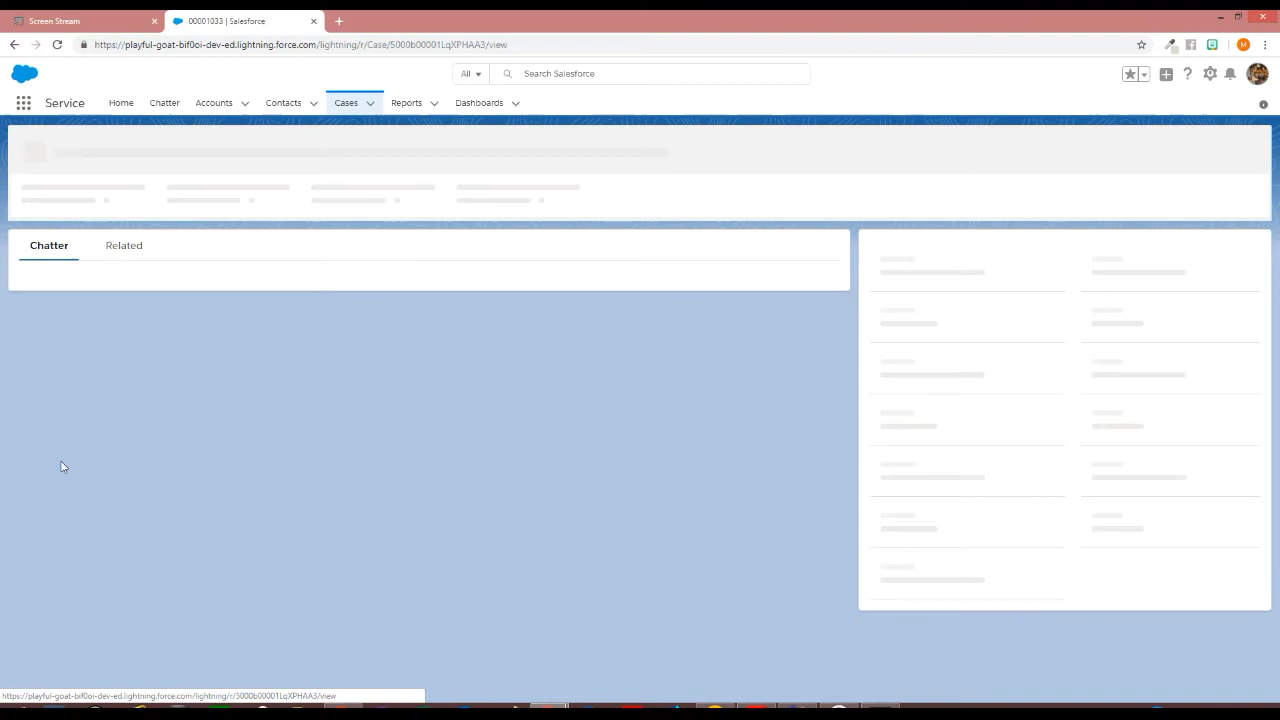 Screen Stream
00001033 | Salesforce
https://playful-goat-bif0oi-dev-ed.lightning.force.com/lightning/r/Case/5000b00001LqXPHAA3/view
M
All
Search Salesforce
Service
Home
Chatter
Accounts
Contacts
Cases
Reports
Dashboards
Chatter
Related
https://playful-goat-bif0oi-dev-ed.lightning.force.com/lightning/r/5000b00001LqXPHAA3/view